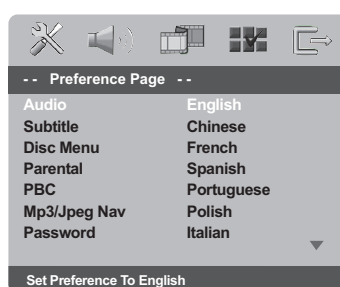 - - Preference Page - -
Audio English
Subtitle Chinese
Disc Menu French
Parental Spanish
PBC Portuguese
Mp3/Jpeg Nav Polish
Password Italian
Set Preference To English